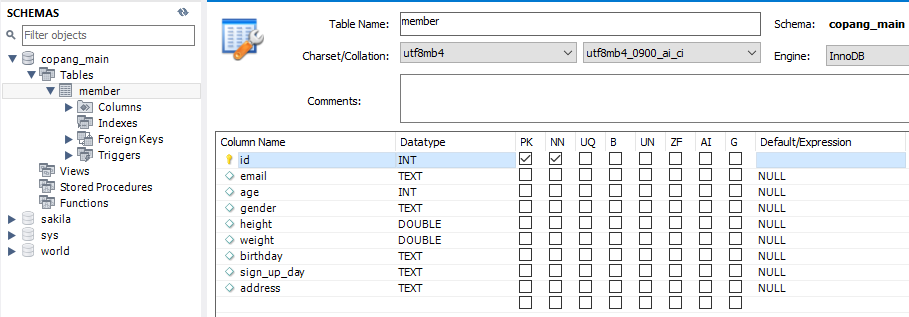 SCHEMAS
Filter objects
copang_main
Tables
member
Columns
Indexes
Foreign Keys
Triggers
Views
Stored Procedures
Functions
sakila
sys
world
Table Name: member Schema: copang_main
Charset/Collation: utf8mb4 utf8mb4_0900_ai_ci Engine: InnoDB
Comments:
Column Name Datatype PK NN UQ B UN ZF AI G Default/Expression
id INT
email TEXT NULL
age INT NULL
gender TEXT NULL
height DOUBLE NULL
weight DOUBLE NULL
birthday TEXT NULL
sign_up_day TEXT NULL
address TEXT NULL